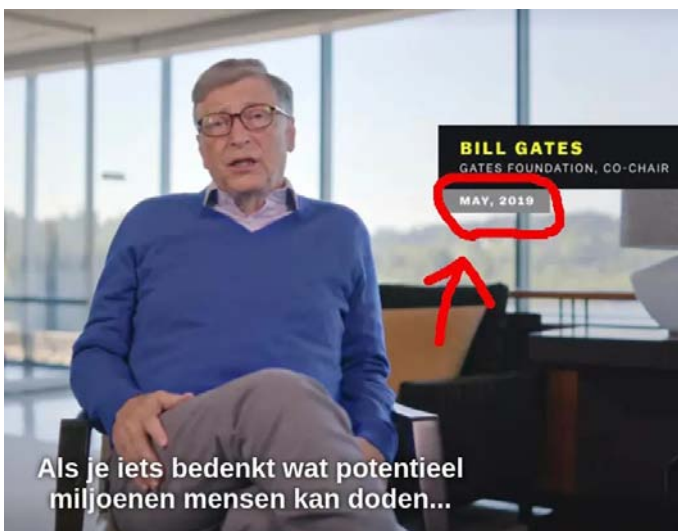 BILL GATES
GATES FOUNDATION, CO-CHAIR
MAY, 2019
Als je iets bedenkt wat potentieel
miljoenen mensen kan doden...